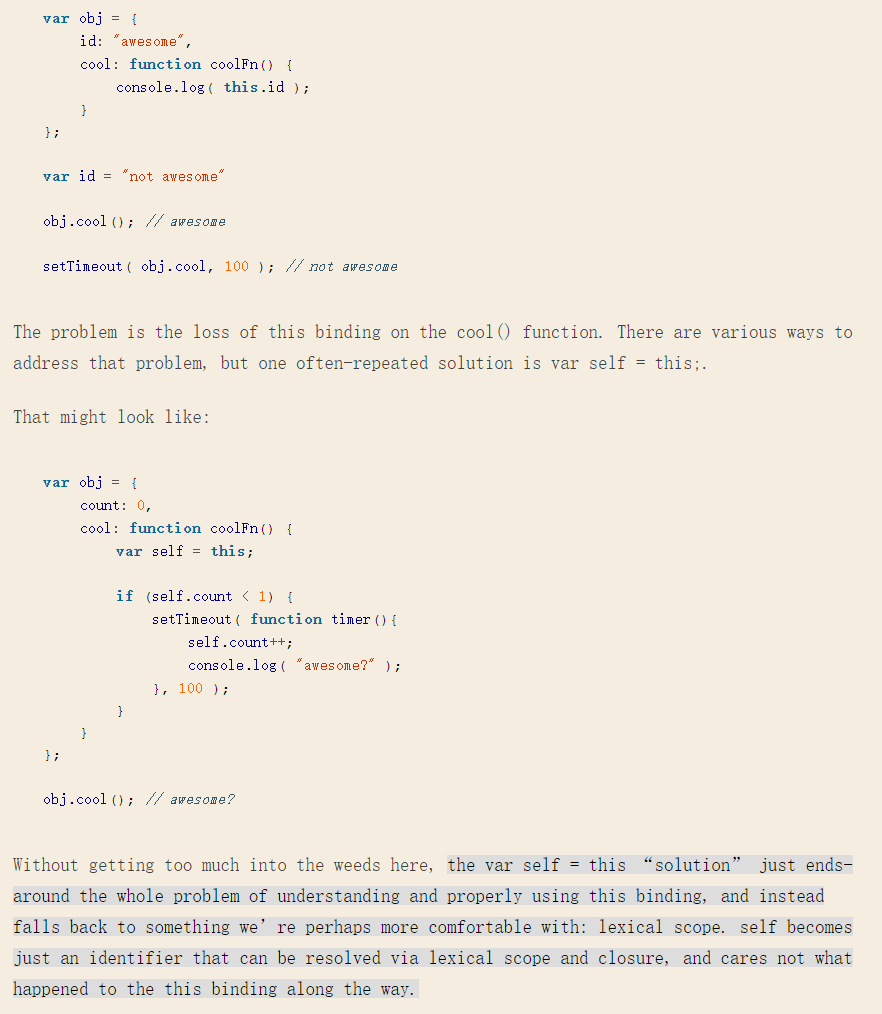 var obj = {
    id: "awesome",
    cool: function coolFn() {
        console.log( this.id );
    }
};
var id = "not awesome"
obj.cool(); // awesome
setTimeout( obj.cool, 100 ); // not awesome
The problem is the loss of this binding on the cool() function. There are various ways to
address that problem, but one often-repeated solution is var self = this;.
That might look like:
var obj = {
    count: 0,
    cool: function coolFn() {
        var self = this;
        if (self.count < 1) {
            setTimeout( function timer(){
                self.count++;
                console.log( "awesome?" );
            }, 100 );
        }
    }
};
obj.cool(); // awesome?
Without getting too much into the weeds here, the var self = this “solution” just ends-
around the whole problem of understanding and properly using this binding, and instead
falls back to something we’re perhaps more comfortable with: lexical scope. self becomes
just an identifier that can be resolved via lexical scope and closure, and cares not what
happened to the this binding along the way.